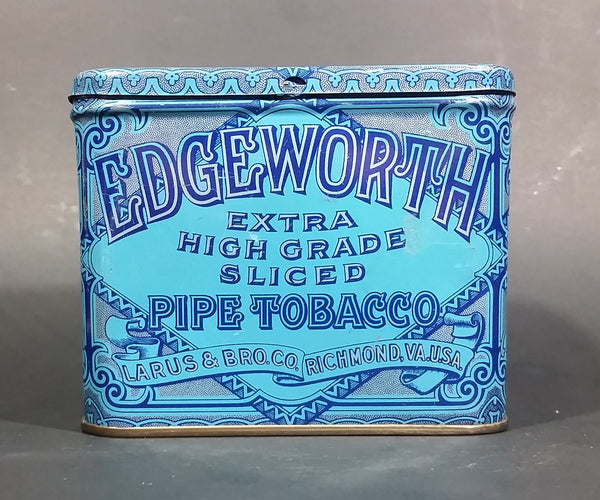 EDGEWORTH
EXTRA
HIGH GRADE
SLICED
PIPE TOBACCO
LARUS & BRO. CO. RICHMOND, VA. U.S.A.